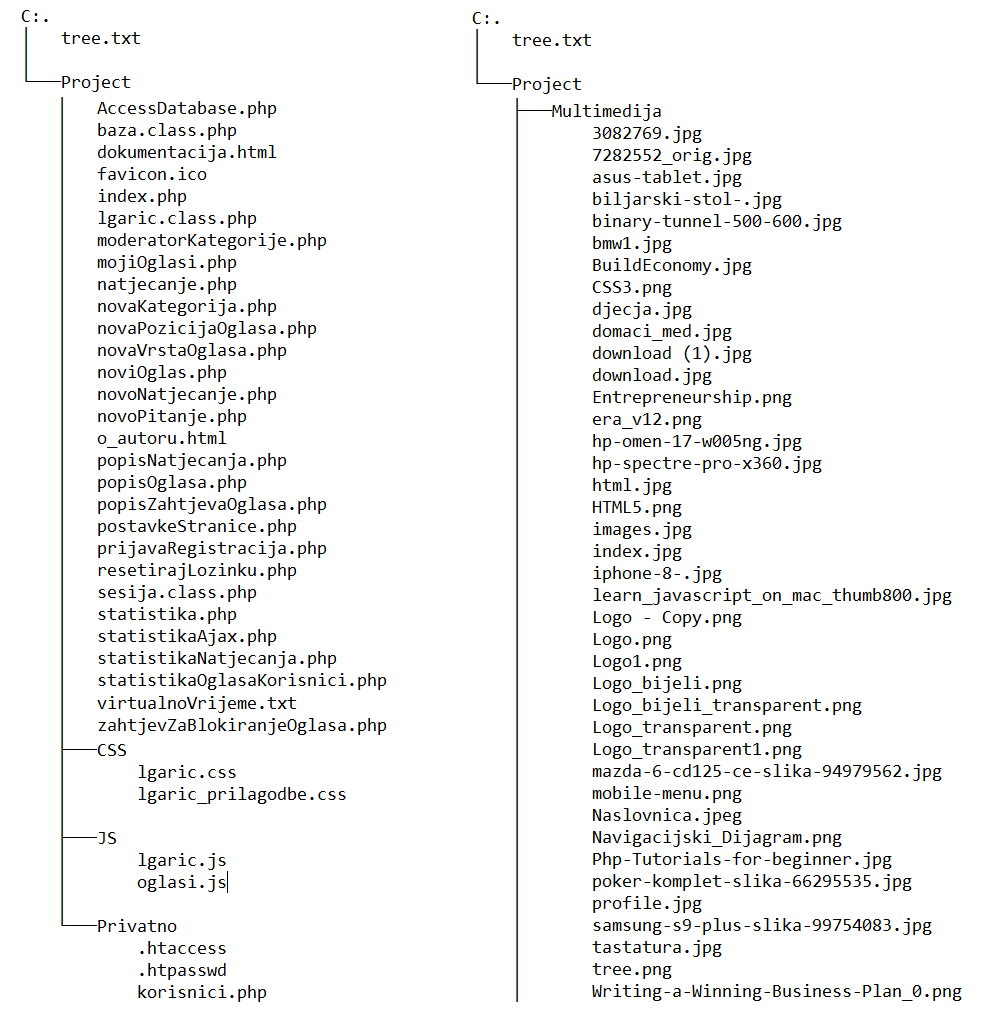 C:.
tree.txt
Project
AccessDatabase.php
baza.class.php
dokumentacija.html
favicon.ico
index.php
lgaric.class.php
moderatorKategorije.php
mojiOglasi.php
natjecanje.php
novaKategorija.php
novaPozicijaOglasa.php
novaVrstaOglasa.php
noviOglas.php
novoNatjecanje.php
novoPitanje.php
o_autoru.html
popisNatjecanja.php
popisOglasa.php
popisZahtjevaOglasa.php
postavkeStranice.php
prijavaRegistracija.php
resetirajLozinku.php
sesija.class.php
statistika.php
statistikaAjax.php
statistikaNatjecanja.php
statistikaOglasaKorisnici.php
virtualnoVrijeme.txt
zahtjevZaBlokiranjeOglasa.php
CSS
lgaric.css
lgaric_prilagodbe.css
JS
lgaric.js
oglasi.js
Privatno
.htaccess
.htpasswd
korisnici.php
C:.
tree.txt
Project
Multimedija
3082769.jpg
7282552_orig.jpg
asus-tablet.jpg
biljarski-stol-.jpg
binary-tunnel-500-600.jpg
bmw1.jpg
BuildEconomy.jpg
CSS3.png
djecja.jpg
domaci_med.jpg
download (1).jpg
download.jpg
Entrepreneurship.png
era_v12.png
hp-omen-17-w005ng.jpg
hp-spectre-pro-x360.jpg
html.jpg
HTML5.png
images.jpg
index.jpg
iphone-8-.jpg
learn_javascript_on_mac_thumb800.jpg
Logo - Copy.png
Logo.png
Logo1.png
Logo_bijeli.png
Logo_bijeli_transparent.png
Logo_transparent.png
Logo_transparent1.png
mazda-6-cd125-ce-slika-94979562.jpg
mobile-menu.png
Naslovnica.jpeg
Navigacijski_Dijagram.png
Php-Tutorials-for-beginner.jpg
poker-komplet-slika-66295535.jpg
profile.jpg
samsung-s9-plus-slika-99754083.jpg
tastatura.jpg
tree.png
Writing-a-Winning-Business-Plan_0.png